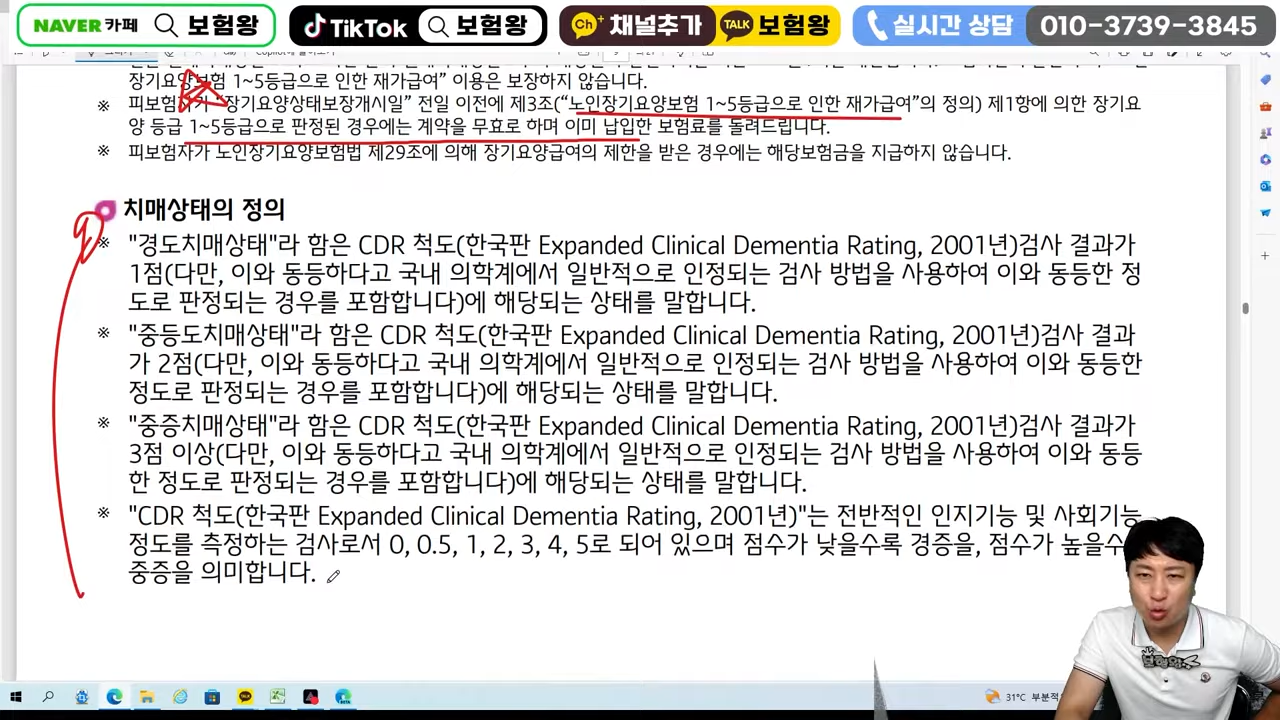 NAVER 카페 보험왕
TikTok 보험왕
Ch+ 채널추가 TALK 보험왕
실시간 상담 010-3739-3845
장기요양보험 1~5등급으로 인한 재가급여” 이용은 보장하지 않습니다.
※ 피보험자가 “장기요양상태보장개시일” 전일 이전에 제3조(“노인장기요양보험 1~5등급으로 인한 재가급여”의 정의) 제1항에 의한 장기요
양 등급 1~5등급으로 판정된 경우에는 계약을 무효로 하며 이미 납입한 보험료를 돌려드립니다.
※ 피보험자가 노인장기요양보험법 제29조에 의해 장기요양급여의 제한을 받은 경우에는 해당보험금을 지급하지 않습니다.
치매상태의 정의
※ "경도치매상태"라 함은 CDR 척도(한국판 Expanded Clinical Dementia Rating, 2001년)검사 결과가
1점(다만, 이와 동등하다고 국내 의학계에서 일반적으로 인정되는 검사 방법을 사용하여 이와 동등한 정
도로 판정되는 경우를 포함합니다)에 해당되는 상태를 말합니다.
※ "중등도치매상태"라 함은 CDR 척도(한국판 Expanded Clinical Dementia Rating, 2001년)검사 결과
가 2점(다만, 이와 동등하다고 국내 의학계에서 일반적으로 인정되는 검사 방법을 사용하여 이와 동등한
정도로 판정되는 경우를 포함합니다)에 해당되는 상태를 말합니다.
※ "중증치매상태"라 함은 CDR 척도(한국판 Expanded Clinical Dementia Rating, 2001년)검사 결과가
3점 이상(다만, 이와 동등하다고 국내 의학계에서 일반적으로 인정되는 검사 방법을 사용하여 이와 동등
한 정도로 판정되는 경우를 포함합니다)에 해당되는 상태를 말합니다.
※ "CDR 척도(한국판 Expanded Clinical Dementia Rating, 2001년)"는 전반적인 인지기능 및 사회기능
정도를 측정하는 검사로서 0, 0.5, 1, 2, 3, 4, 5로 되어 있으며 점수가 낮을수록 경증을, 점수가 높을수
중증을 의미합니다.
보험왕
31°C 부분적